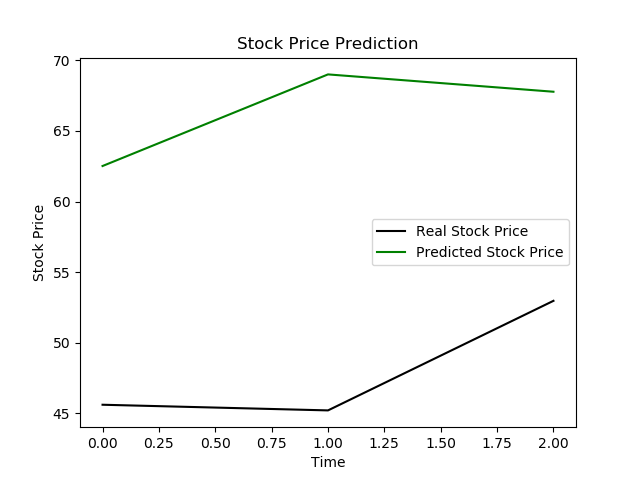 Stock Price Prediction
70
65
60
55
50
45
Stock Price
Real Stock Price
Predicted Stock Price
0.00 0.25 0.50 0.75 1.00 1.25 1.50 1.75 2.00
Time